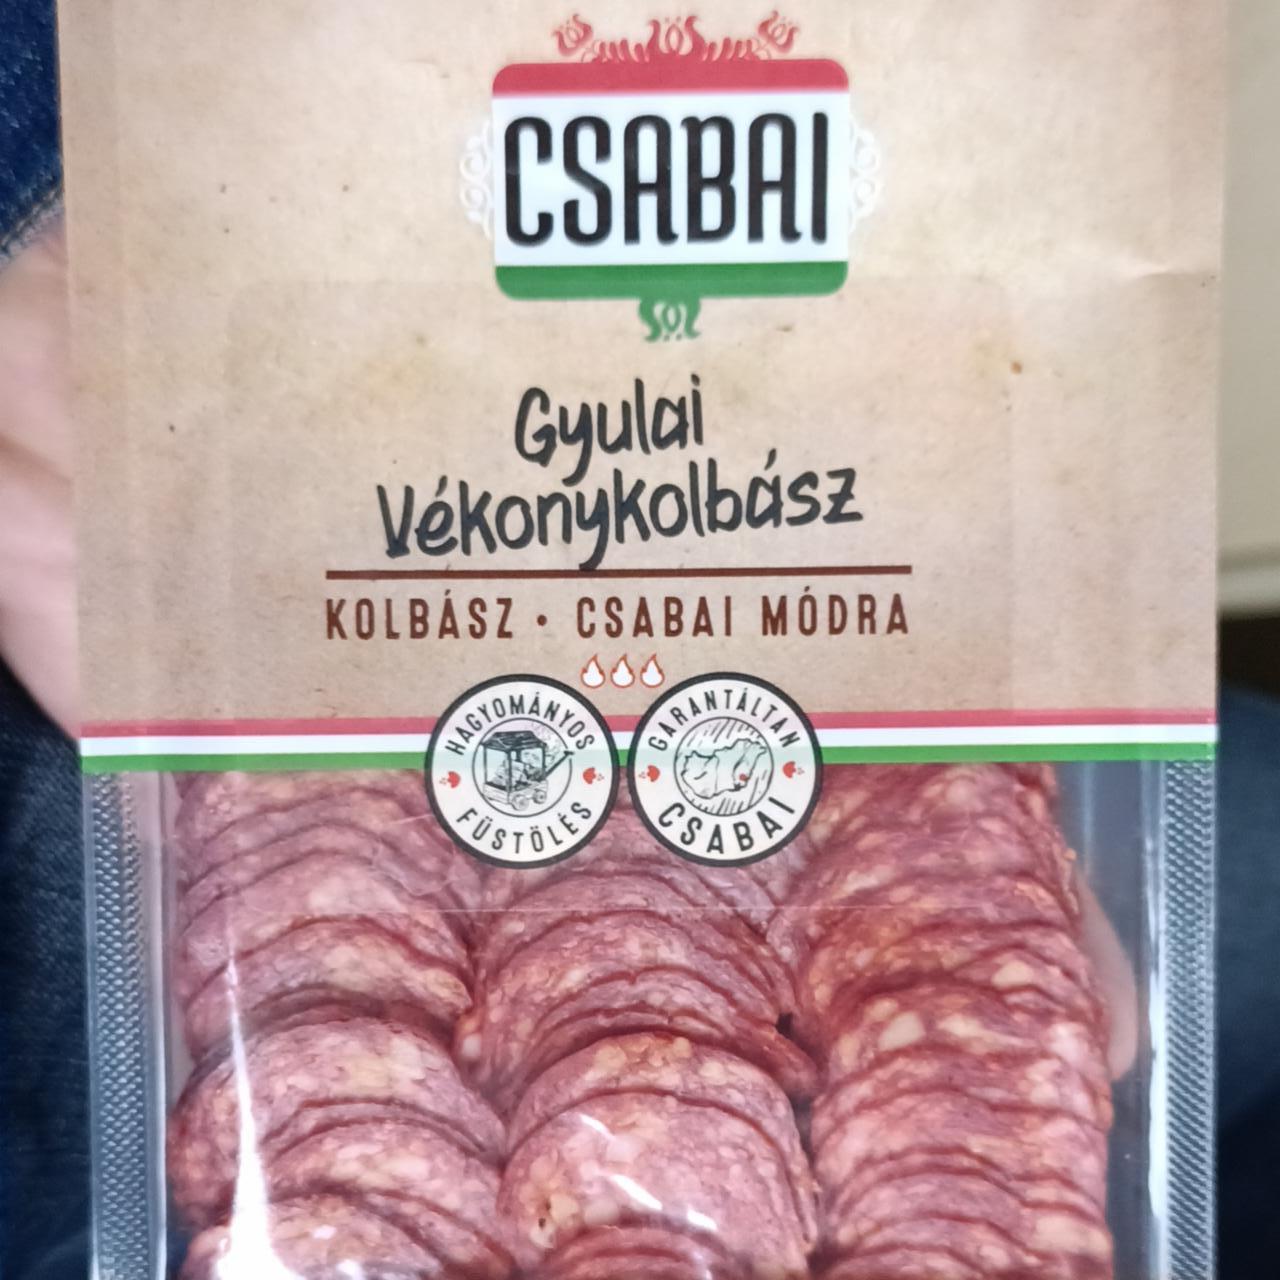 CSABAI
Gyulai
Vékonykolbász
KOLBÁSZ • CSABAI MÓDRA
HAGYOMÁNYOS
FÜSTÖLÉS
GARANTÁLTAN
CSABAI